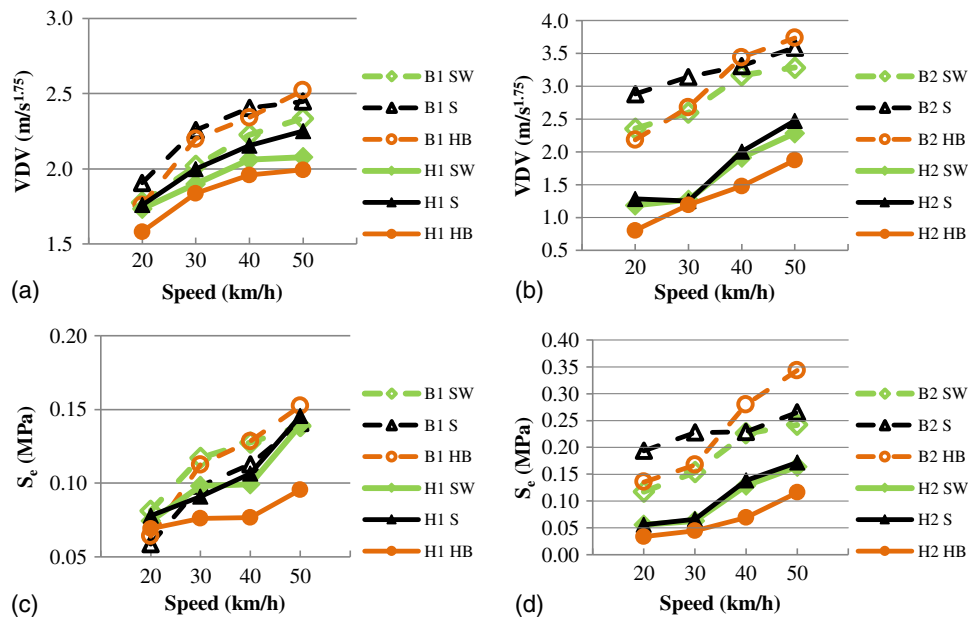 3.0
2.5
2.0
1.5
VDV (m/s^1.75)
20 30 40 50
Speed (km/h)
(a)
B1 SW
B1 S
B1 HB
H1 SW
H1 S
H1 HB
4.5
4.0
3.5
3.0
2.5
2.0
1.5
1.0
0.5
VDV (m/s^1.75)
20 30 40 50
Speed (km/h)
(b)
B2 SW
B2 S
B2 HB
H2 SW
H2 S
H2 HB
0.20
0.15
0.10
0.05
S_e (MPa)
20 30 40 50
Speed (km/h)
(c)
B1 SW
B1 S
B1 HB
H1 SW
H1 S
H1 HB
0.40
0.35
0.30
0.25
0.20
0.15
0.10
0.05
0.00
S_e (MPa)
20 30 40 50
Speed (km/h)
(d)
B2 SW
B2 S
B2 HB
H2 SW
H2 S
H2 HB